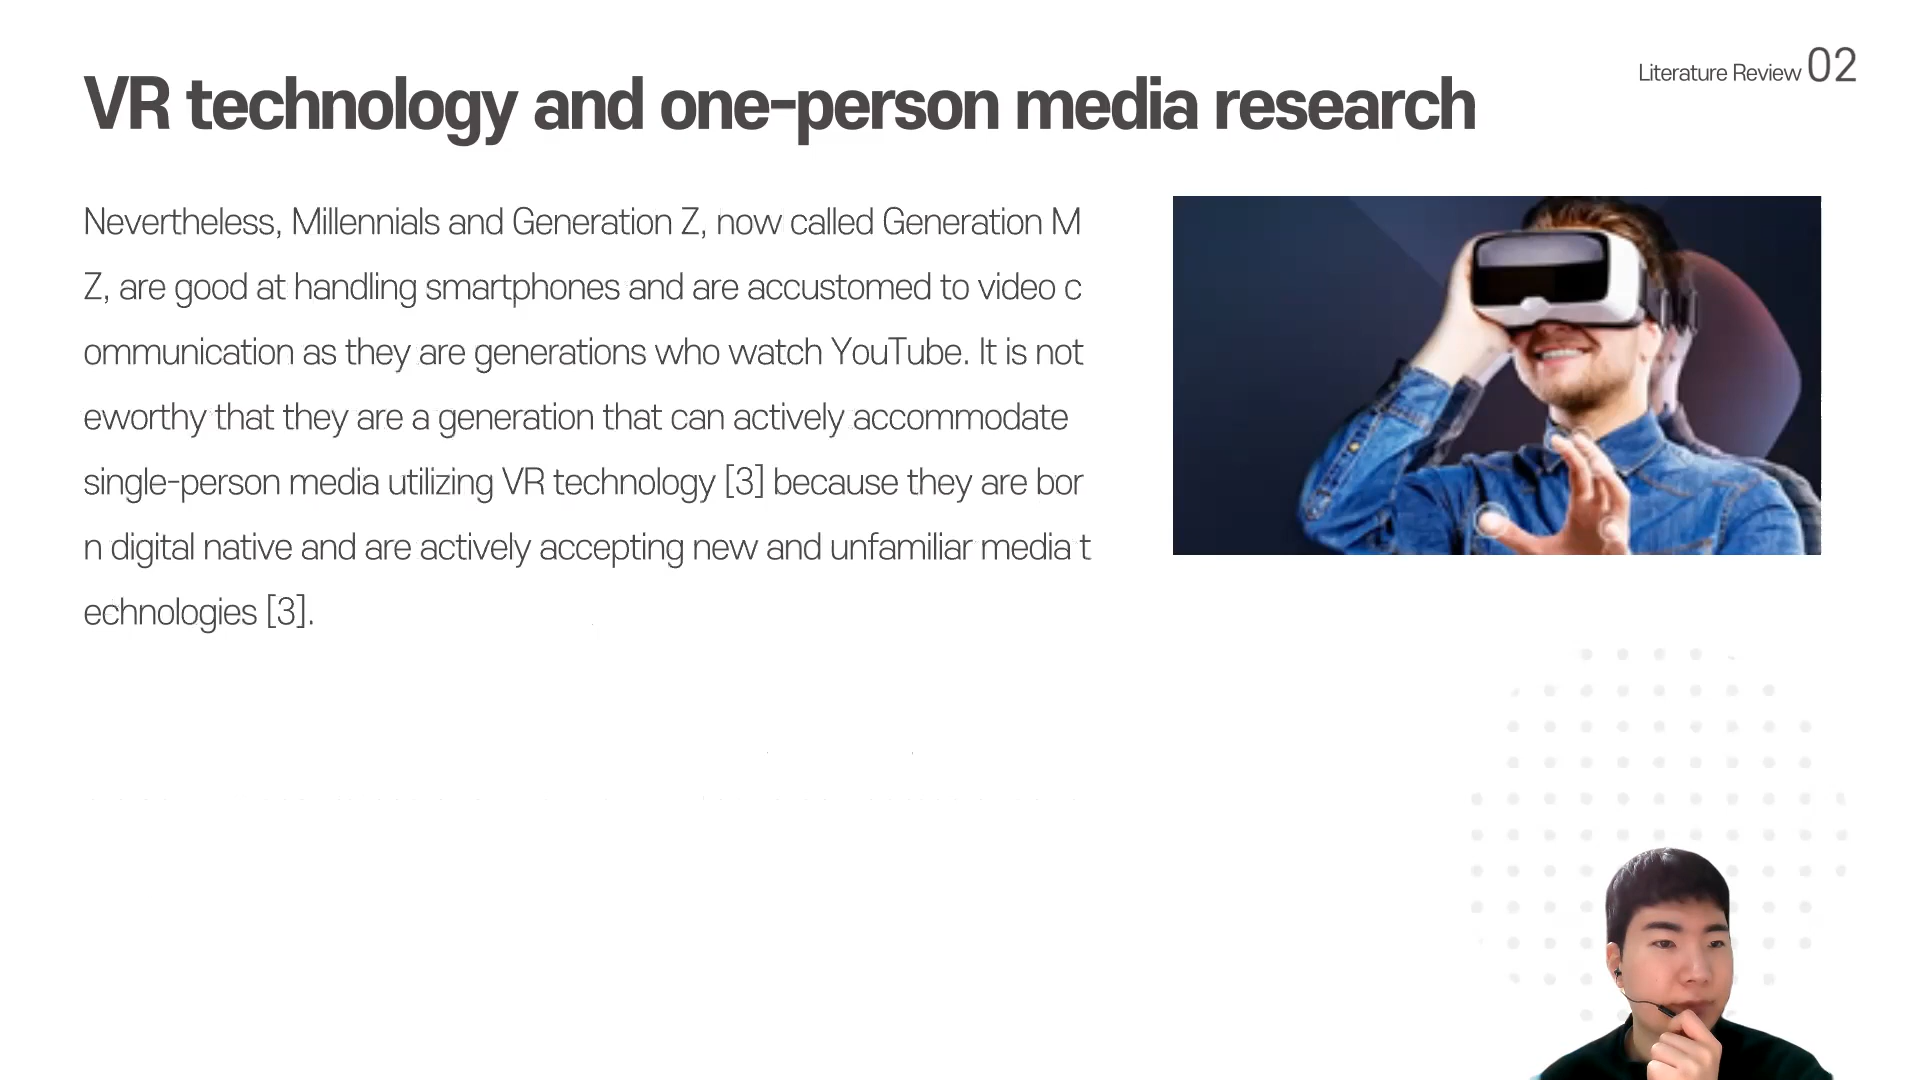 Literature Review 02
VR technology and one-person media research
Nevertheless, Millennials and Generation Z, now called Generation M
Z, are good at handling smartphones and are accustomed to video c
ommunication as they are generations who watch YouTube. It is not
eworthy that they are a generation that can actively accommodate
single-person media utilizing VR technology [3] because they are bor
n digital native and are actively accepting new and unfamiliar media t
echnologies [3].